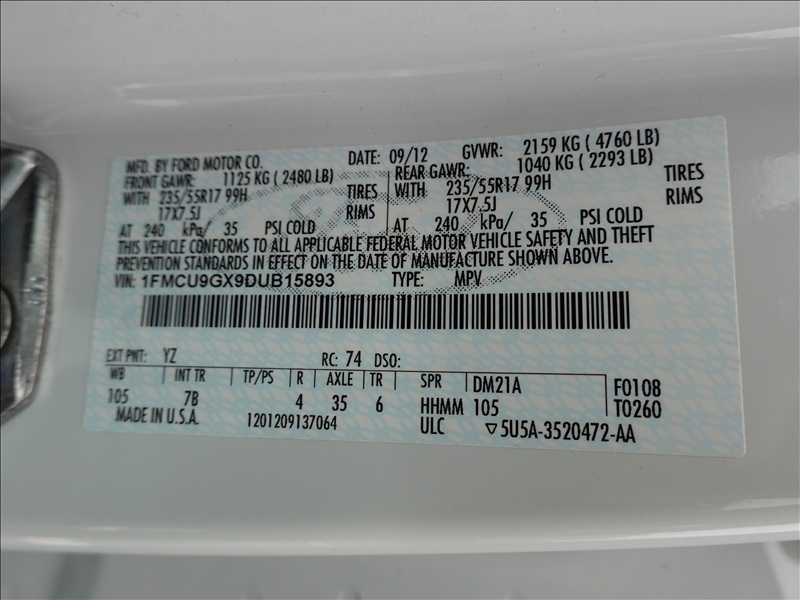 MFD. BY FORD MOTOR CO. DATE: 09/12 GVWR: 2159 KG ( 4760 LB)
FRONT GAWR: 1125 KG ( 2480 LB) REAR GAWR: 1040 KG ( 2293 LB)
WITH 235/55R17 99H TIRES WITH 235/55R17 99H TIRES
17X7.5J RIMS 17X7.5J RIMS
AT 240 kPa/ 35 PSI COLD AT 240 kPa/ 35 PSI COLD
THIS VEHICLE CONFORMS TO ALL APPLICABLE FEDERAL MOTOR VEHICLE SAFETY AND THEFT
PREVENTION STANDARDS IN EFFECT ON THE DATE OF MANUFACTURE SHOWN ABOVE.
VIN: 1FMCU9GX9DUB15893 TYPE: MPV
EXT PNT: YZ RC: 74 DSO:
WB INT TR TP/PS R AXLE TR SPR DM21A F0108
105 7B 4 35 6 HHMM 105 T0260
MADE IN U.S.A. 1201209137064 ULC ▽5U5A-3520472-AA